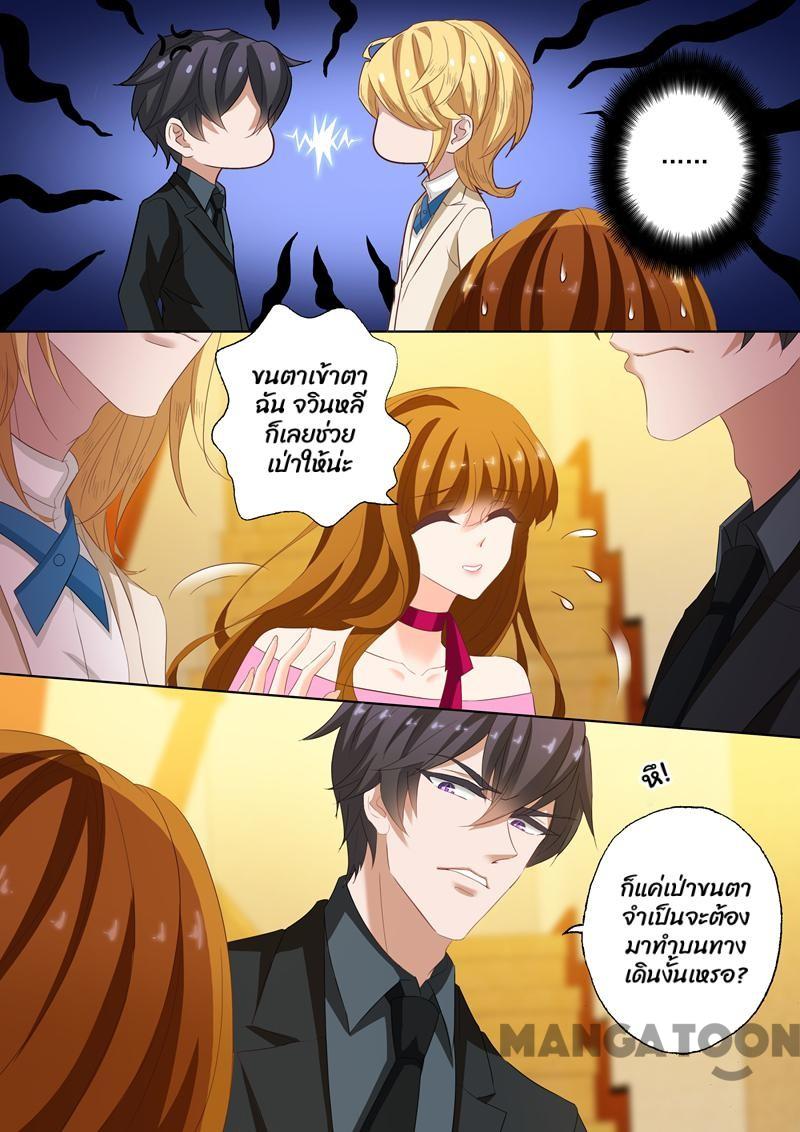 ......
ขนตาเข้าตา
ฉัน จวินหลี
ก็เลยช่วย
เป่าให้น่ะ
หึ!
ก็แค่เป่าขนตา
จำเป็นจะต้อง
มาทำบนทาง
เดินงั้นเหรอ?
MANGATOON